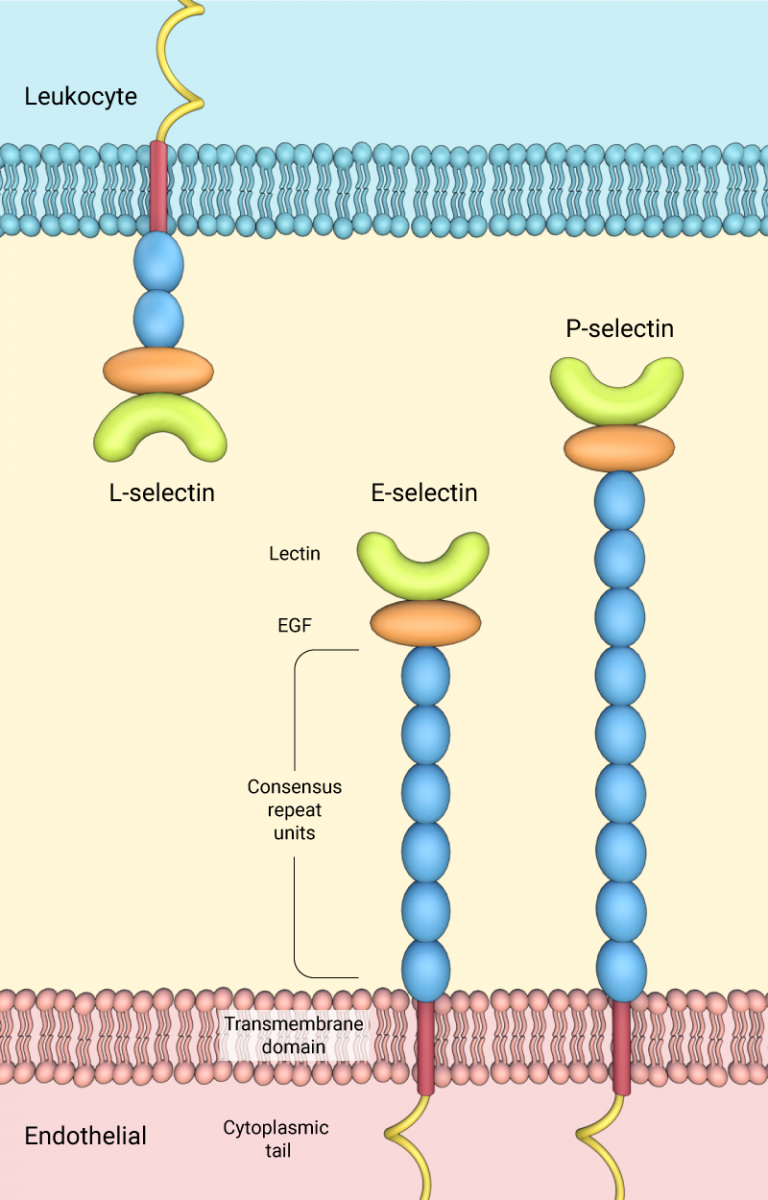 Leukocyte
P-selectin
L-selectin
E-selectin
Lectin
EGF
Consensus
repeat
units
Transmembrane
domain
Endothelial
Cytoplasmic
tail